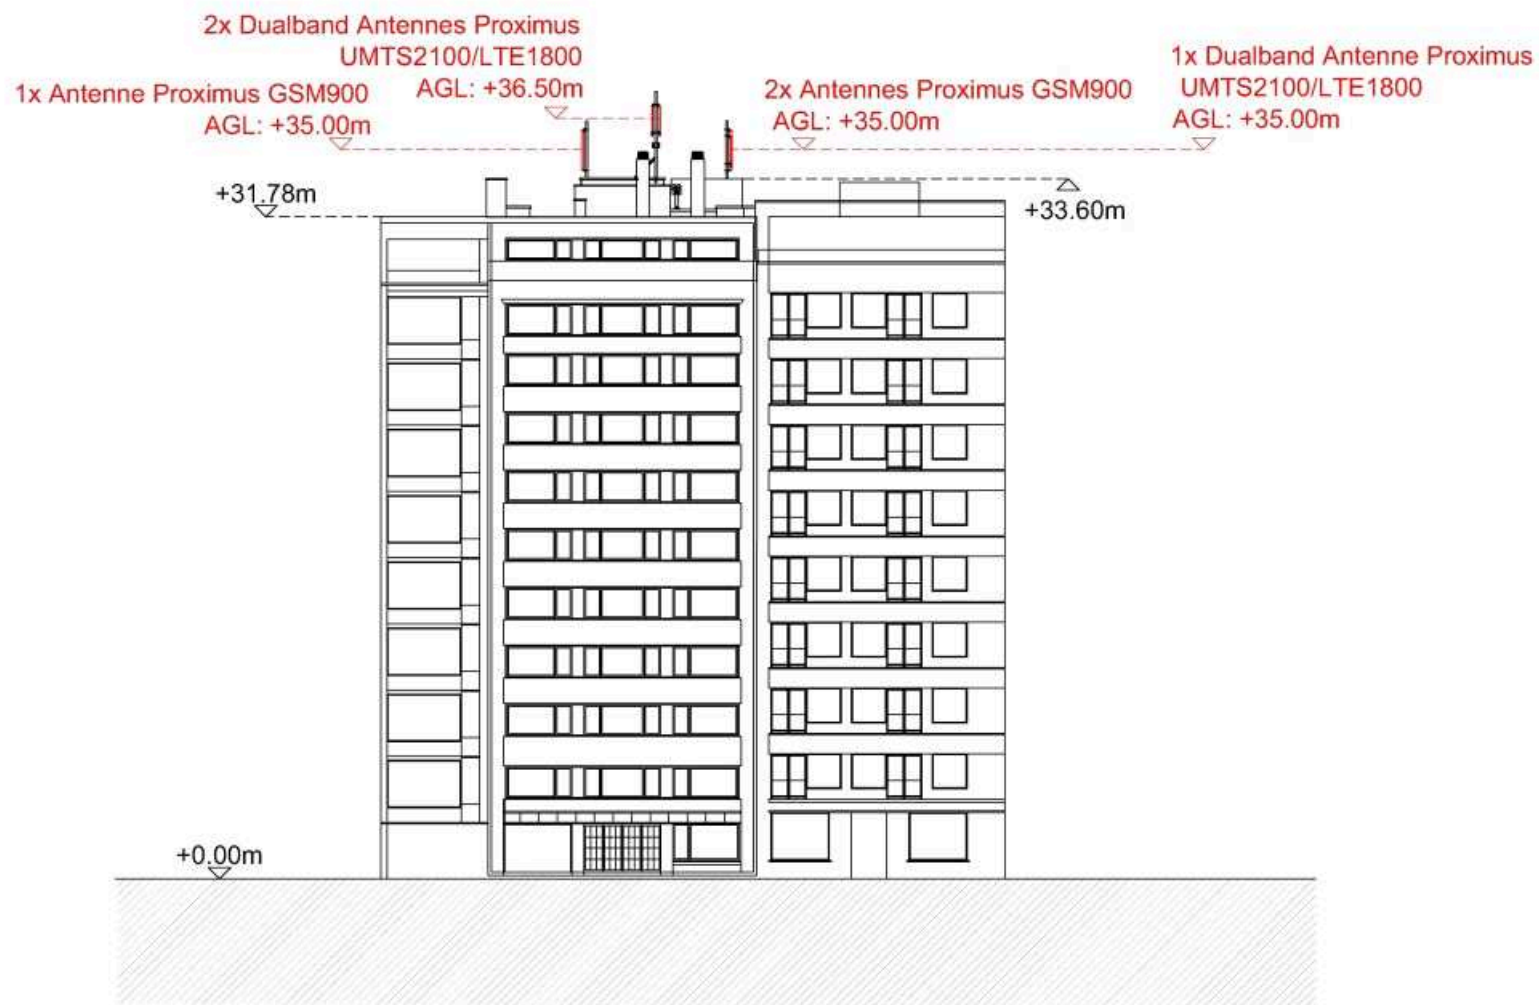 2x Dualband Antennes Proximus
UMTS2100/LTE1800
AGL: +36.50m
1x Antenne Proximus GSM900
AGL: +35.00m
2x Antennes Proximus GSM900
AGL: +35.00m
1x Dualband Antenne Proximus
UMTS2100/LTE1800
AGL: +35.00m
+31.78m
+33.60m
+0.00m